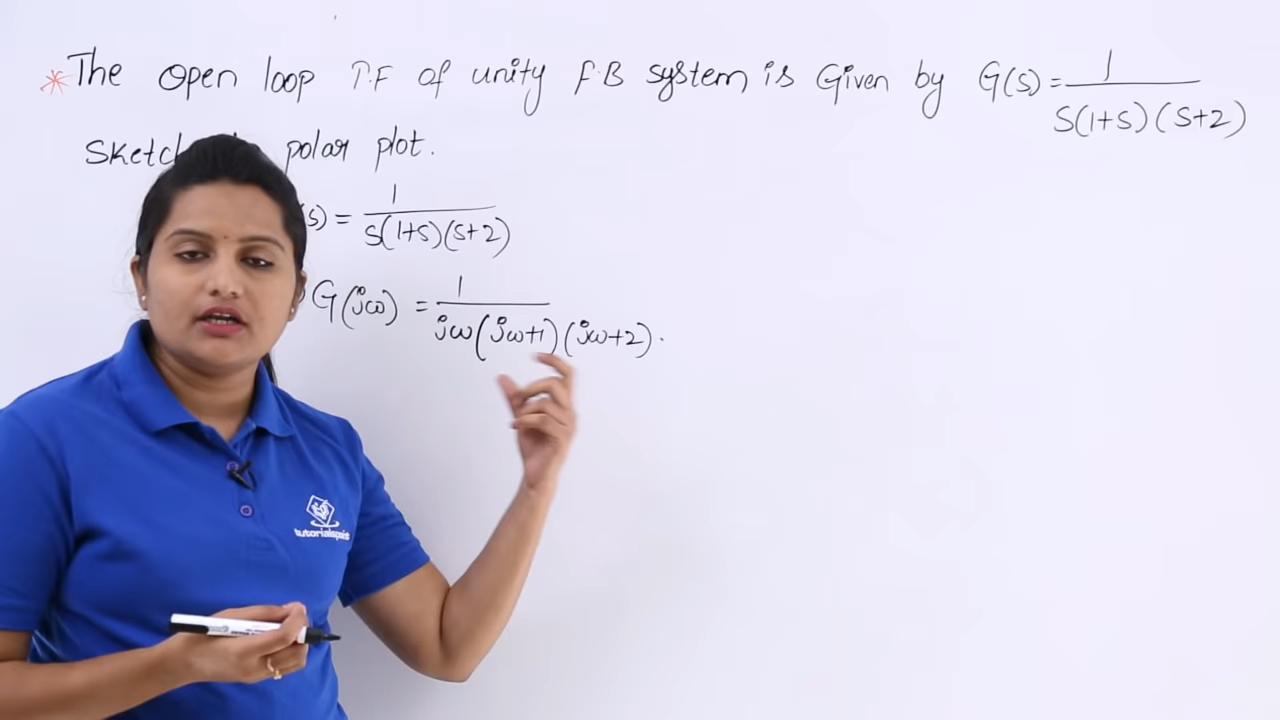 *The open loop T.F of unity F.B system is Given by G(s)= 1 / S(1+S)(S+2)
polar plot.
(s) = 1 / S(1+S)(S+2)
G(jω) = 1 / jω(jω+1)(jω+2).
tutorialspoint